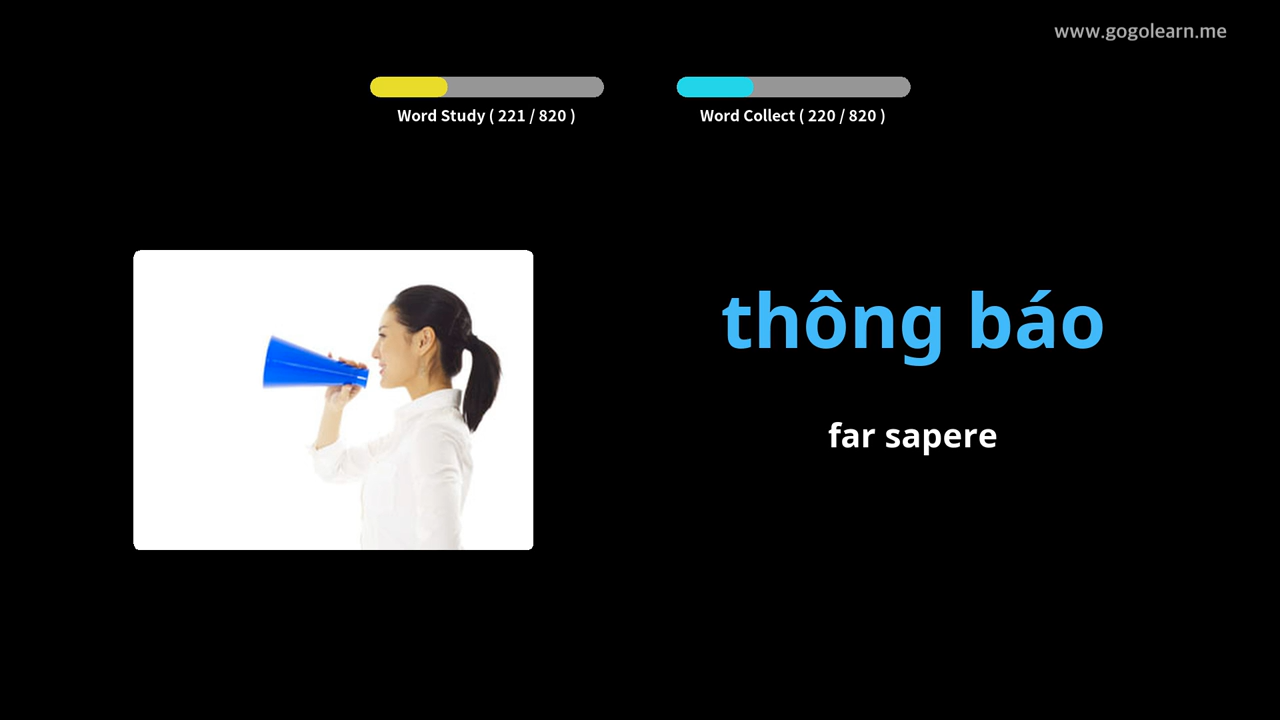 www.gogolearn.me
Word Study ( 221 / 820 )
Word Collect ( 220 / 820 )
thông báo
far sapere